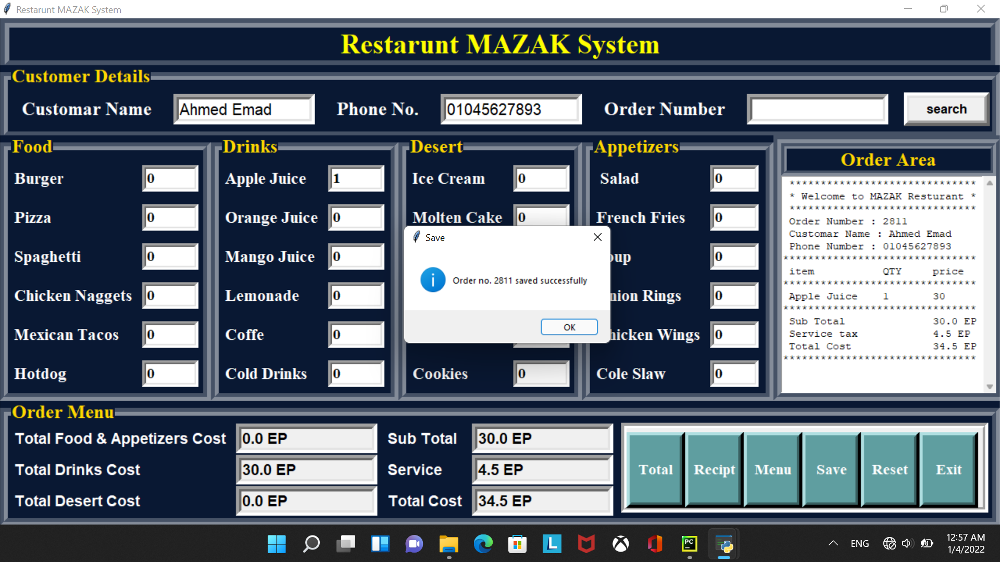 Restarunt MAZAK System
Restarunt MAZAK System
Customer Details
Customar Name Ahmed Emad Phone No. 01045627893 Order Number search
Food
Burger 0
Pizza 0
Spaghetti 0
Chicken Naggets 0
Mexican Tacos 0
Hotdog 0
Drinks
Apple Juice 1
Orange Juice 0
Mango Juice 0
Lemonade 0
Coffe 0
Cold Drinks 0
Desert
Ice Cream 0
Molten Cake 0
Cookies 0
Save
Order no. 2811 saved successfully
OK
Appetizers
Salad 0
French Fries 0
oup 0
nion Rings 0
hicken Wings 0
Cole Slaw 0
Order Area
*******************************
* Welcome to MAZAK Resturant *
*******************************
Order Number : 2811
Customar Name : Ahmed Emad
Phone Number : 01045627893
*******************************
item QTY price
*******************************
Apple Juice 1 30
*******************************
Sub Total 30.0 EP
Service tax 4.5 EP
Total Cost 34.5 EP
*******************************
Order Menu
Total Food & Appetizers Cost 0.0 EP
Total Drinks Cost 30.0 EP
Total Desert Cost 0.0 EP
Sub Total 30.0 EP
Service 4.5 EP
Total Cost 34.5 EP
Total Recipt Menu Save Reset Exit
L
PC
ENG
12:57 AM
1/4/2022